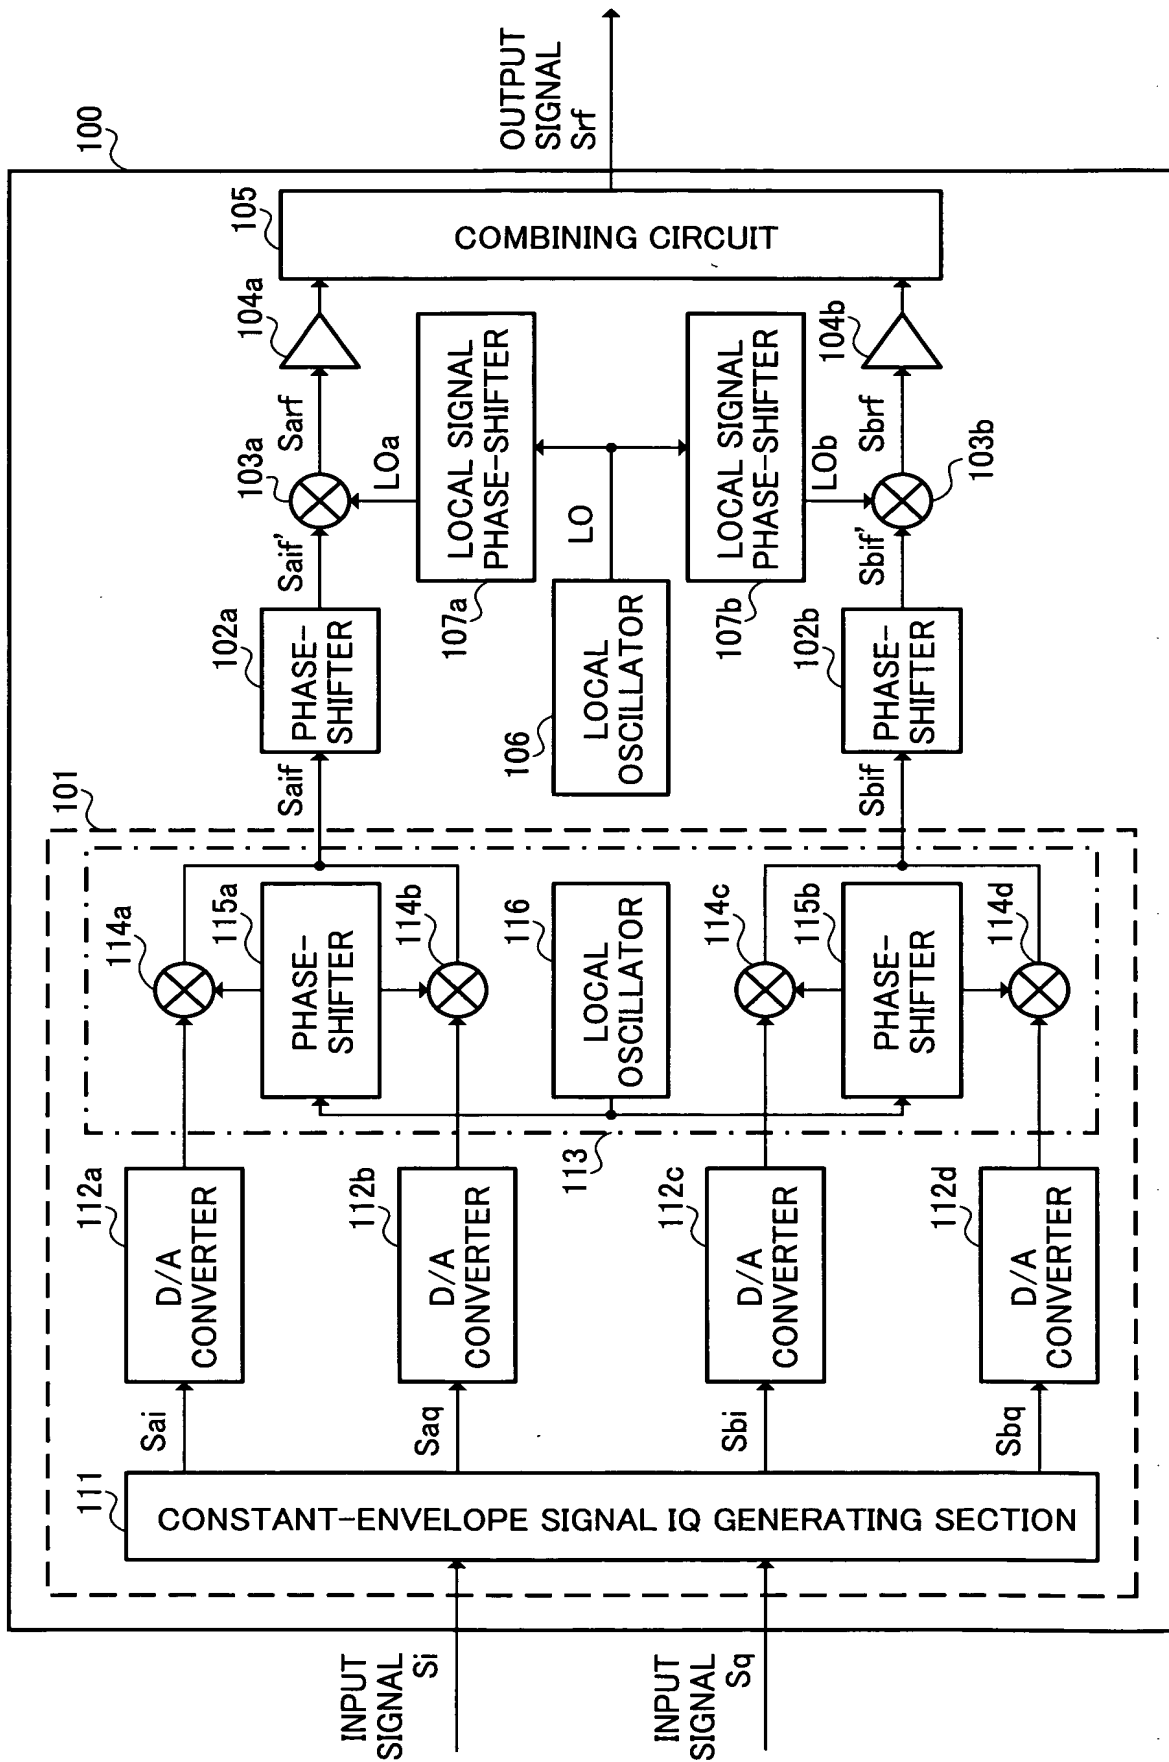 100
INPUT
SIGNAL
Si
INPUT
SIGNAL
Sq
101
111
CONSTANT-ENVELOPE SIGNAL IQ GENERATING SECTION
Sai
Saq
Sbi
Sbq
112a
D/A
CONVERTER
112b
D/A
CONVERTER
112c
D/A
CONVERTER
112d
D/A
CONVERTER
113
114a
115a
PHASE-
SHIFTER
114b
116
LOCAL
OSCILLATOR
114c
115b
PHASE-
SHIFTER
114d
Saif
Sbif
102a
PHASE-
SHIFTER
106
LOCAL
OSCILLATOR
102b
PHASE-
SHIFTER
Saif'
Sbif'
103a
LOa
107a
LOCAL SIGNAL
PHASE-SHIFTER
LO
107b
LOCAL SIGNAL
PHASE-SHIFTER
LOb
103b
Sarf
Sbrf
104a
104b
105
COMBINING CIRCUIT
OUTPUT
SIGNAL
Srf